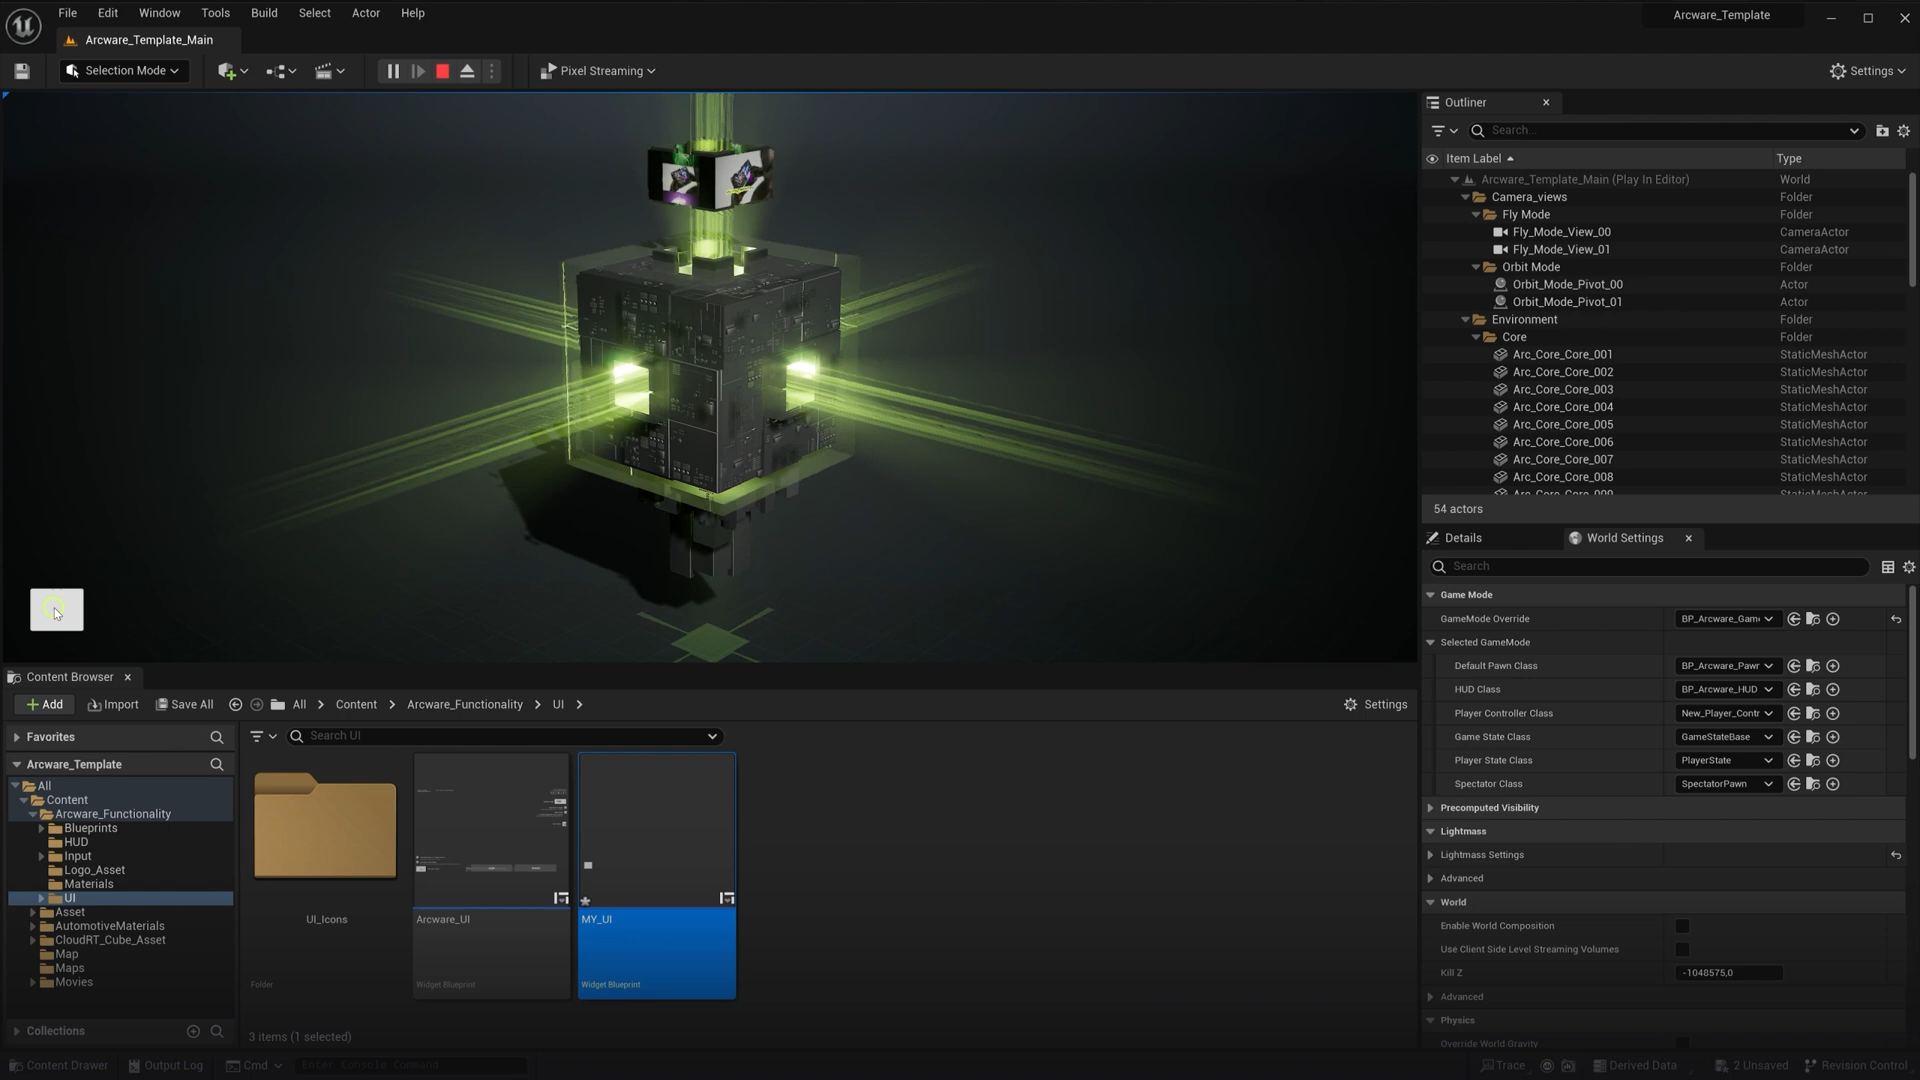 File Edit Window Tools Build Select Actor Help
Arcware_Template
Arcware_Template_Main
Selection Mode
Pixel Streaming
Settings
Outliner
Search...
Item Label Type
Arcware_Template_Main (Play In Editor) World
Camera_views Folder
Fly Mode Folder
Fly_Mode_View_00 CameraActor
Fly_Mode_View_01 CameraActor
Orbit Mode Folder
Orbit_Mode_Pivot_00 Actor
Orbit_Mode_Pivot_01 Actor
Environment Folder
Core Folder
Arc_Core_Core_001 StaticMeshActor
Arc_Core_Core_002 StaticMeshActor
Arc_Core_Core_003 StaticMeshActor
Arc_Core_Core_004 StaticMeshActor
Arc_Core_Core_005 StaticMeshActor
Arc_Core_Core_006 StaticMeshActor
Arc_Core_Core_007 StaticMeshActor
Arc_Core_Core_008 StaticMeshActor
Arc_Core_Core_009 StaticMeshActor
54 actors
Details World Settings
Search
Game Mode
GameMode Override BP_Arcware_Gam
Selected GameMode
Default Pawn Class BP_Arcware_Pawr
HUD Class BP_Arcware_HUD
Player Controller Class New_Player_Contr
Game State Class GameStateBase
Player State Class PlayerState
Spectator Class SpectatorPawn
Precomputed Visibility
Lightmass
Lightmass Settings
Advanced
World
Enable World Composition
Use Client Side Level Streaming Volumes
Kill Z -1048575,0
Advanced
Physics
Override World Gravity
Content Browser
Add Import Save All All Content Arcware_Functionality UI Settings
Favorites
Arcware_Template
All
Content
Arcware_Functionality
Blueprints
HUD
Input
Logo_Asset
Materials
UI
Asset
AutomotiveMaterials
CloudRT_Cube_Asset
Map
Maps
Movies
Collections
Search UI
UI_Icons
Folder
Arcware_UI
Widget Blueprint
MY_UI
Widget Blueprint
3 items (1 selected)
Content Drawer Output Log Cmd Enter Console Command
Trace Derived Data 2 Unsaved Revision Control